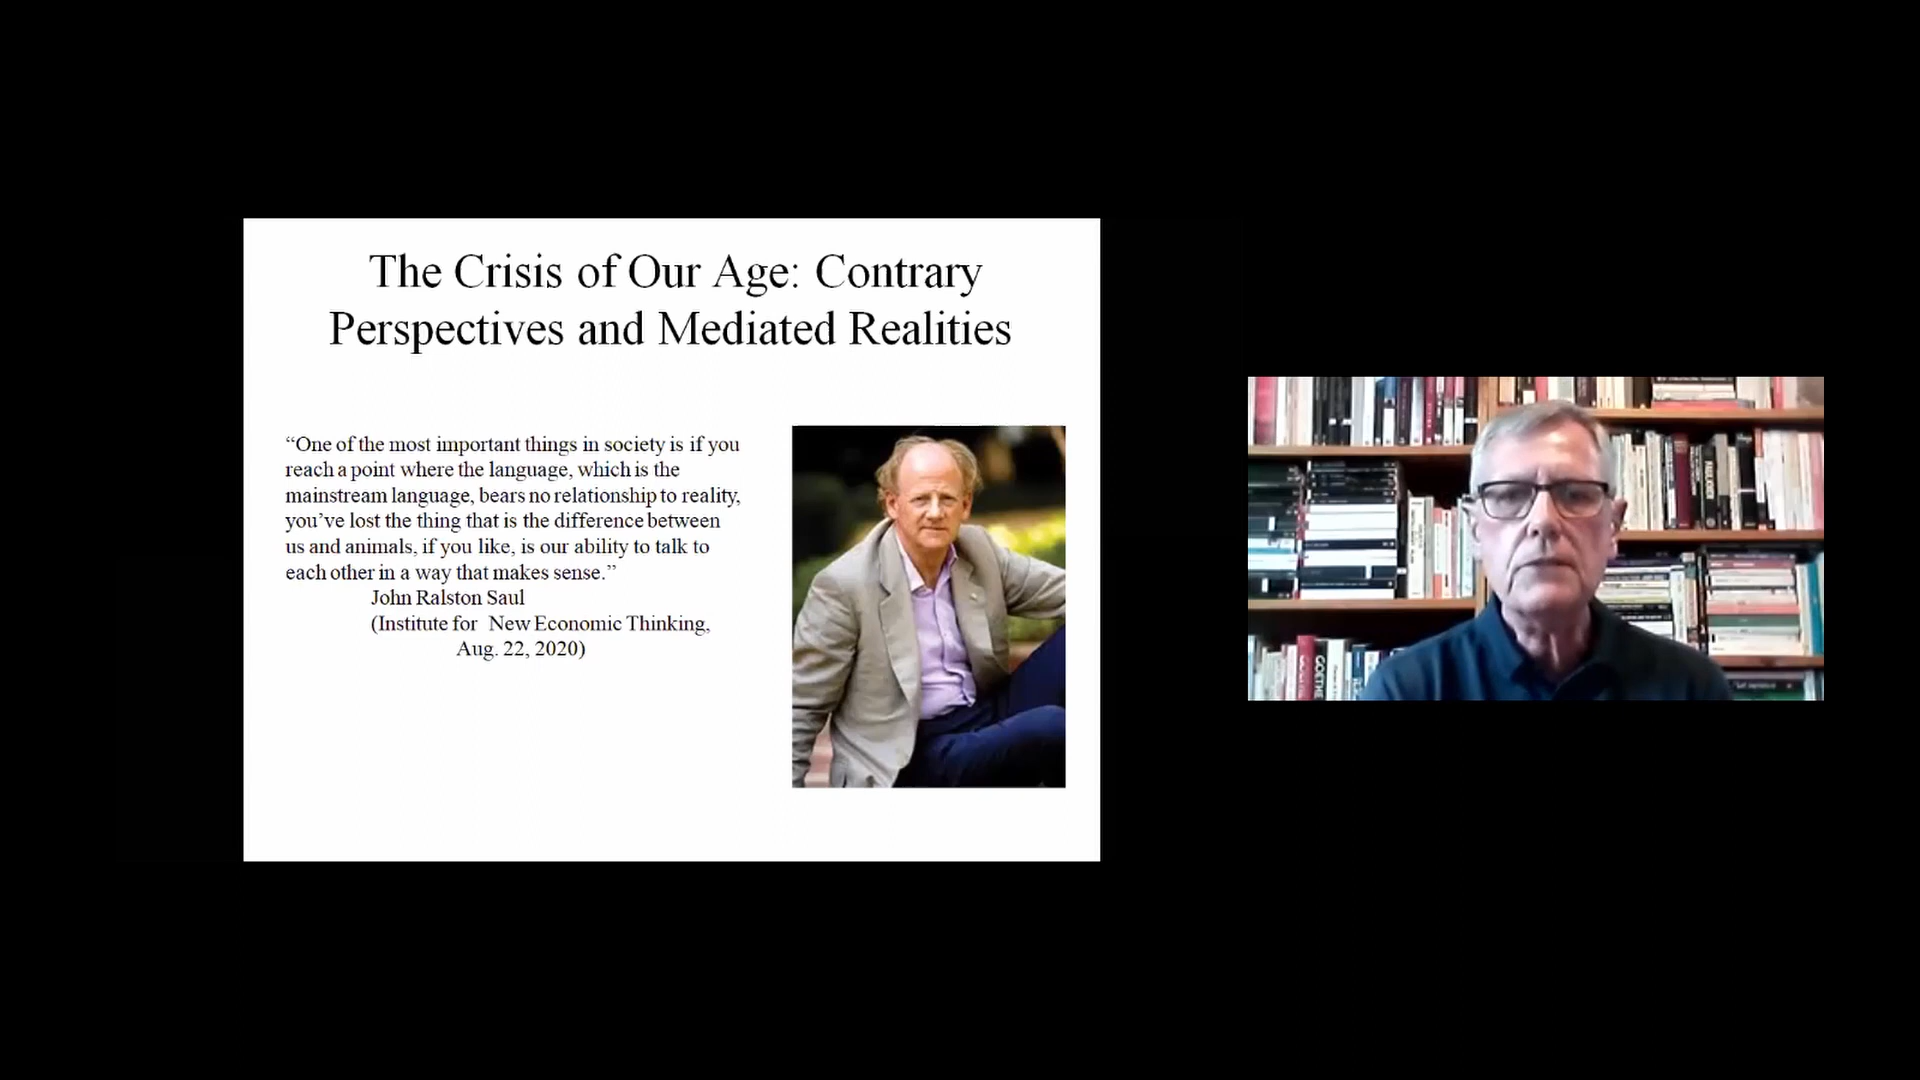 The Crisis of Our Age: Contrary
Perspectives and Mediated Realities
“One of the most important things in society is if you
reach a point where the language, which is the
mainstream language, bears no relationship to reality,
you’ve lost the thing that is the difference between
us and animals, if you like, is our ability to talk to
each other in a way that makes sense.”
John Ralston Saul
(Institute for New Economic Thinking,
Aug. 22, 2020)
GOETHE